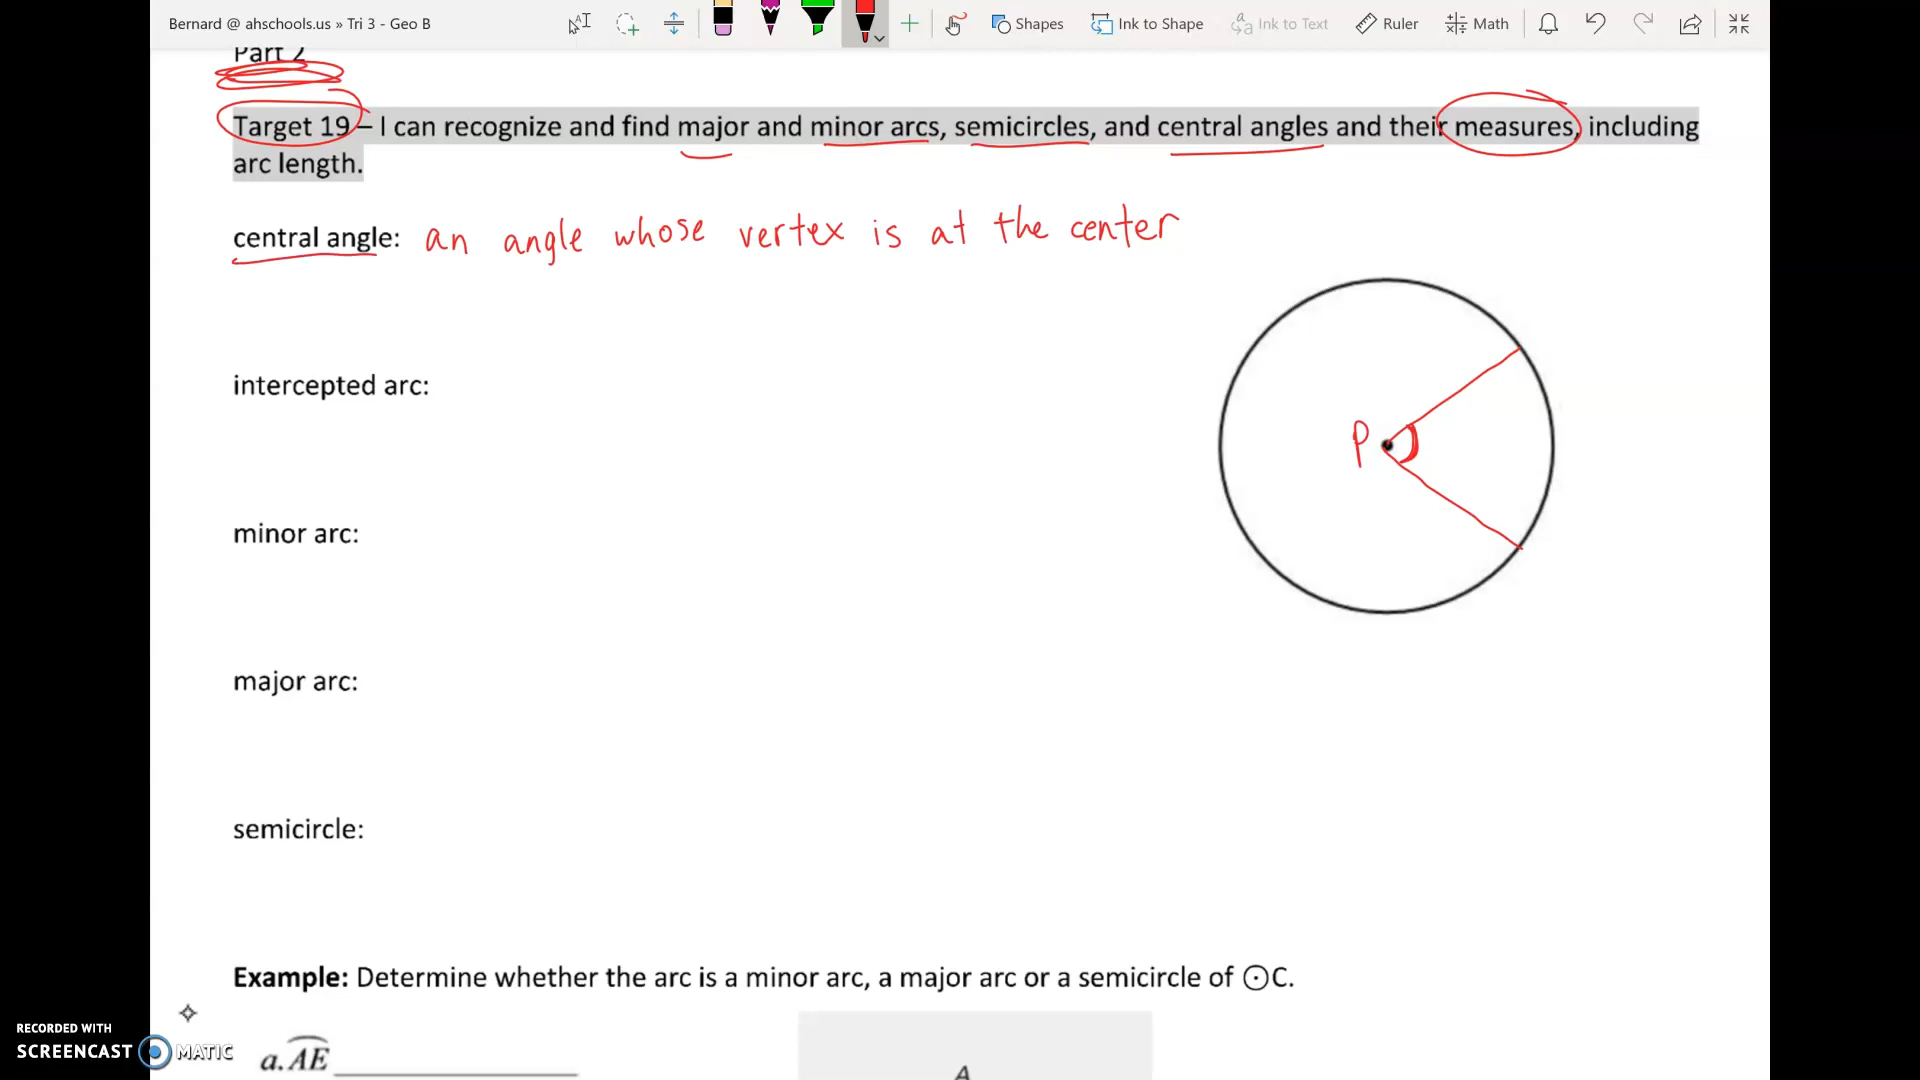 Bernard @ ahschools.us » Tri 3 - Geo B
Shapes
Ink to Shape
Ink to Text
Ruler
Math
Part 2
Target 19 – I can recognize and find major and minor arcs, semicircles, and central angles and their measures, including
arc length.
central angle: an angle whose vertex is at the center
intercepted arc:
P
minor arc:
major arc:
semicircle:
Example: Determine whether the arc is a minor arc, a major arc or a semicircle of ⊙C.
a. AE ____________
A
RECORDED WITH
SCREENCAST MATIC